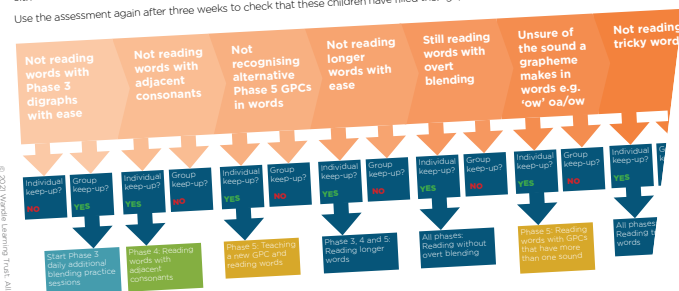 Use the assessment again after three weeks to check that these children have filled
Not reading
words with
Phase 3
digraphs
with ease
Not reading
words with
adjacent
consonants
Not
recognising
alternative
Phase 5 GPCs
in words
Not reading
longer
words with
ease
Still reading
words with
overt
blending
Unsure of
the sound a
grapheme
makes in
words e.g.
'ow' oa/ow
Not reading
tricky word
Individual
keep-up?
NO
Group
keep-up?
YES
Individual
keep-up?
YES
Group
keep-up?
NO
Individual
keep-up?
YES
Group
keep-up?
NO
Individual
keep-up?
YES
Group
keep-up?
NO
Individual
keep-up?
YES
Group
keep-up?
NO
Individual
keep-up?
YES
Group
keep-up?
NO
Individual
keep-up?
YES
Start Phase 3
daily additional
blending practice
sessions
Phase 4: Reading
words with
adjacent
consonants
Phase 5: Teaching
a new GPC and
reading words
Phase 3, 4 and 5:
Reading longer
words
All phases:
Reading without
overt blending
Phase 5: Reading
words with GPCs
that have more
than one sound
All phases
Reading
words
© 2021 Wandle Learning Trust. All